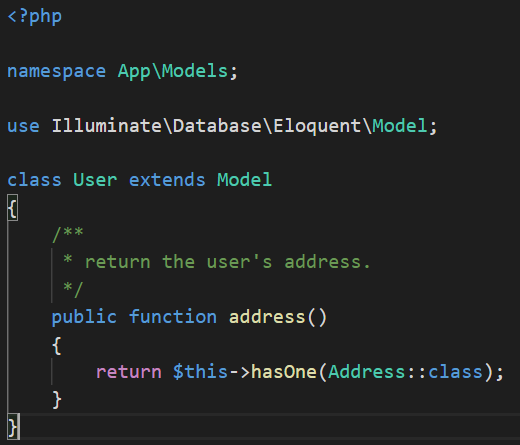 <?php
namespace App\Models;
use Illuminate\Database\Eloquent\Model;
class User extends Model
{
    /**
     * return the user's address.
     */
    public function address()
    {
        return $this->hasOne(Address::class);
    }
}